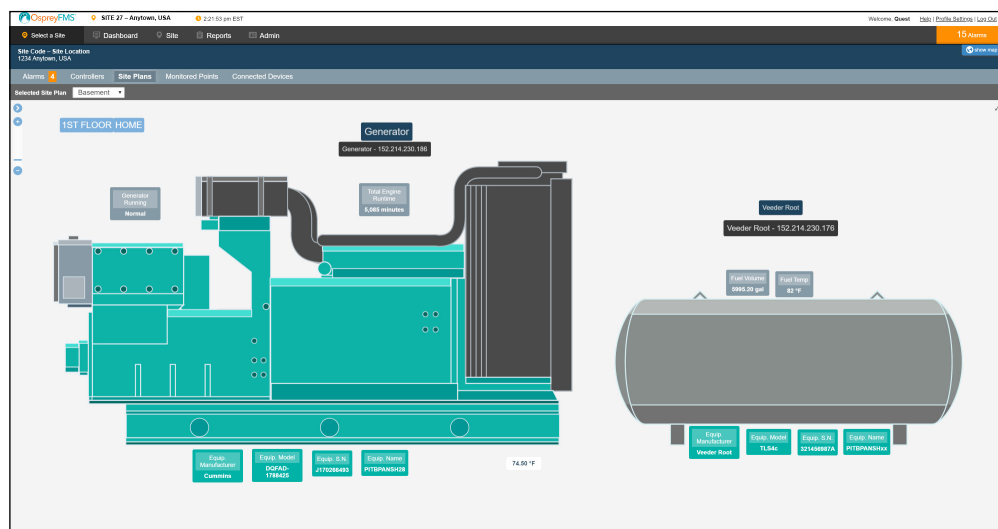 OspreyFMS SITE 27 – Anytown, USA 2:21:53 pm EST Welcome, Quest Help | Profile Settings | Log Out
Select a Site Dashboard Site Reports Admin 15 Alarms
Site Code – Site Location
1234 Anytown, USA
show map
Alarms 4 Controllers Site Plans Monitored Points Connected Devices
Selected Site Plan Basement
1ST FLOOR HOME
Generator
Generator - 152.214.230.186
Generator
Running
Normal
Total Engine
Runtime
5,085 minutes
Veeder Root
Veeder Root - 152.214.230.176
Fuel Volume
8995.20 gal
Fuel Temp
82 °F
Equip.
Manufacturer
Cummins
Equip. Model
DQFAD-
1788425
Equip. S.N.
J170266493
Equip. Name
PITBPANSH28
74.50 °F
Equip.
Manufacturer
Veeder Root
Equip. Model
TLS4c
Equip. S.N.
321456987A
Equip. Name
PITBPANSHxx